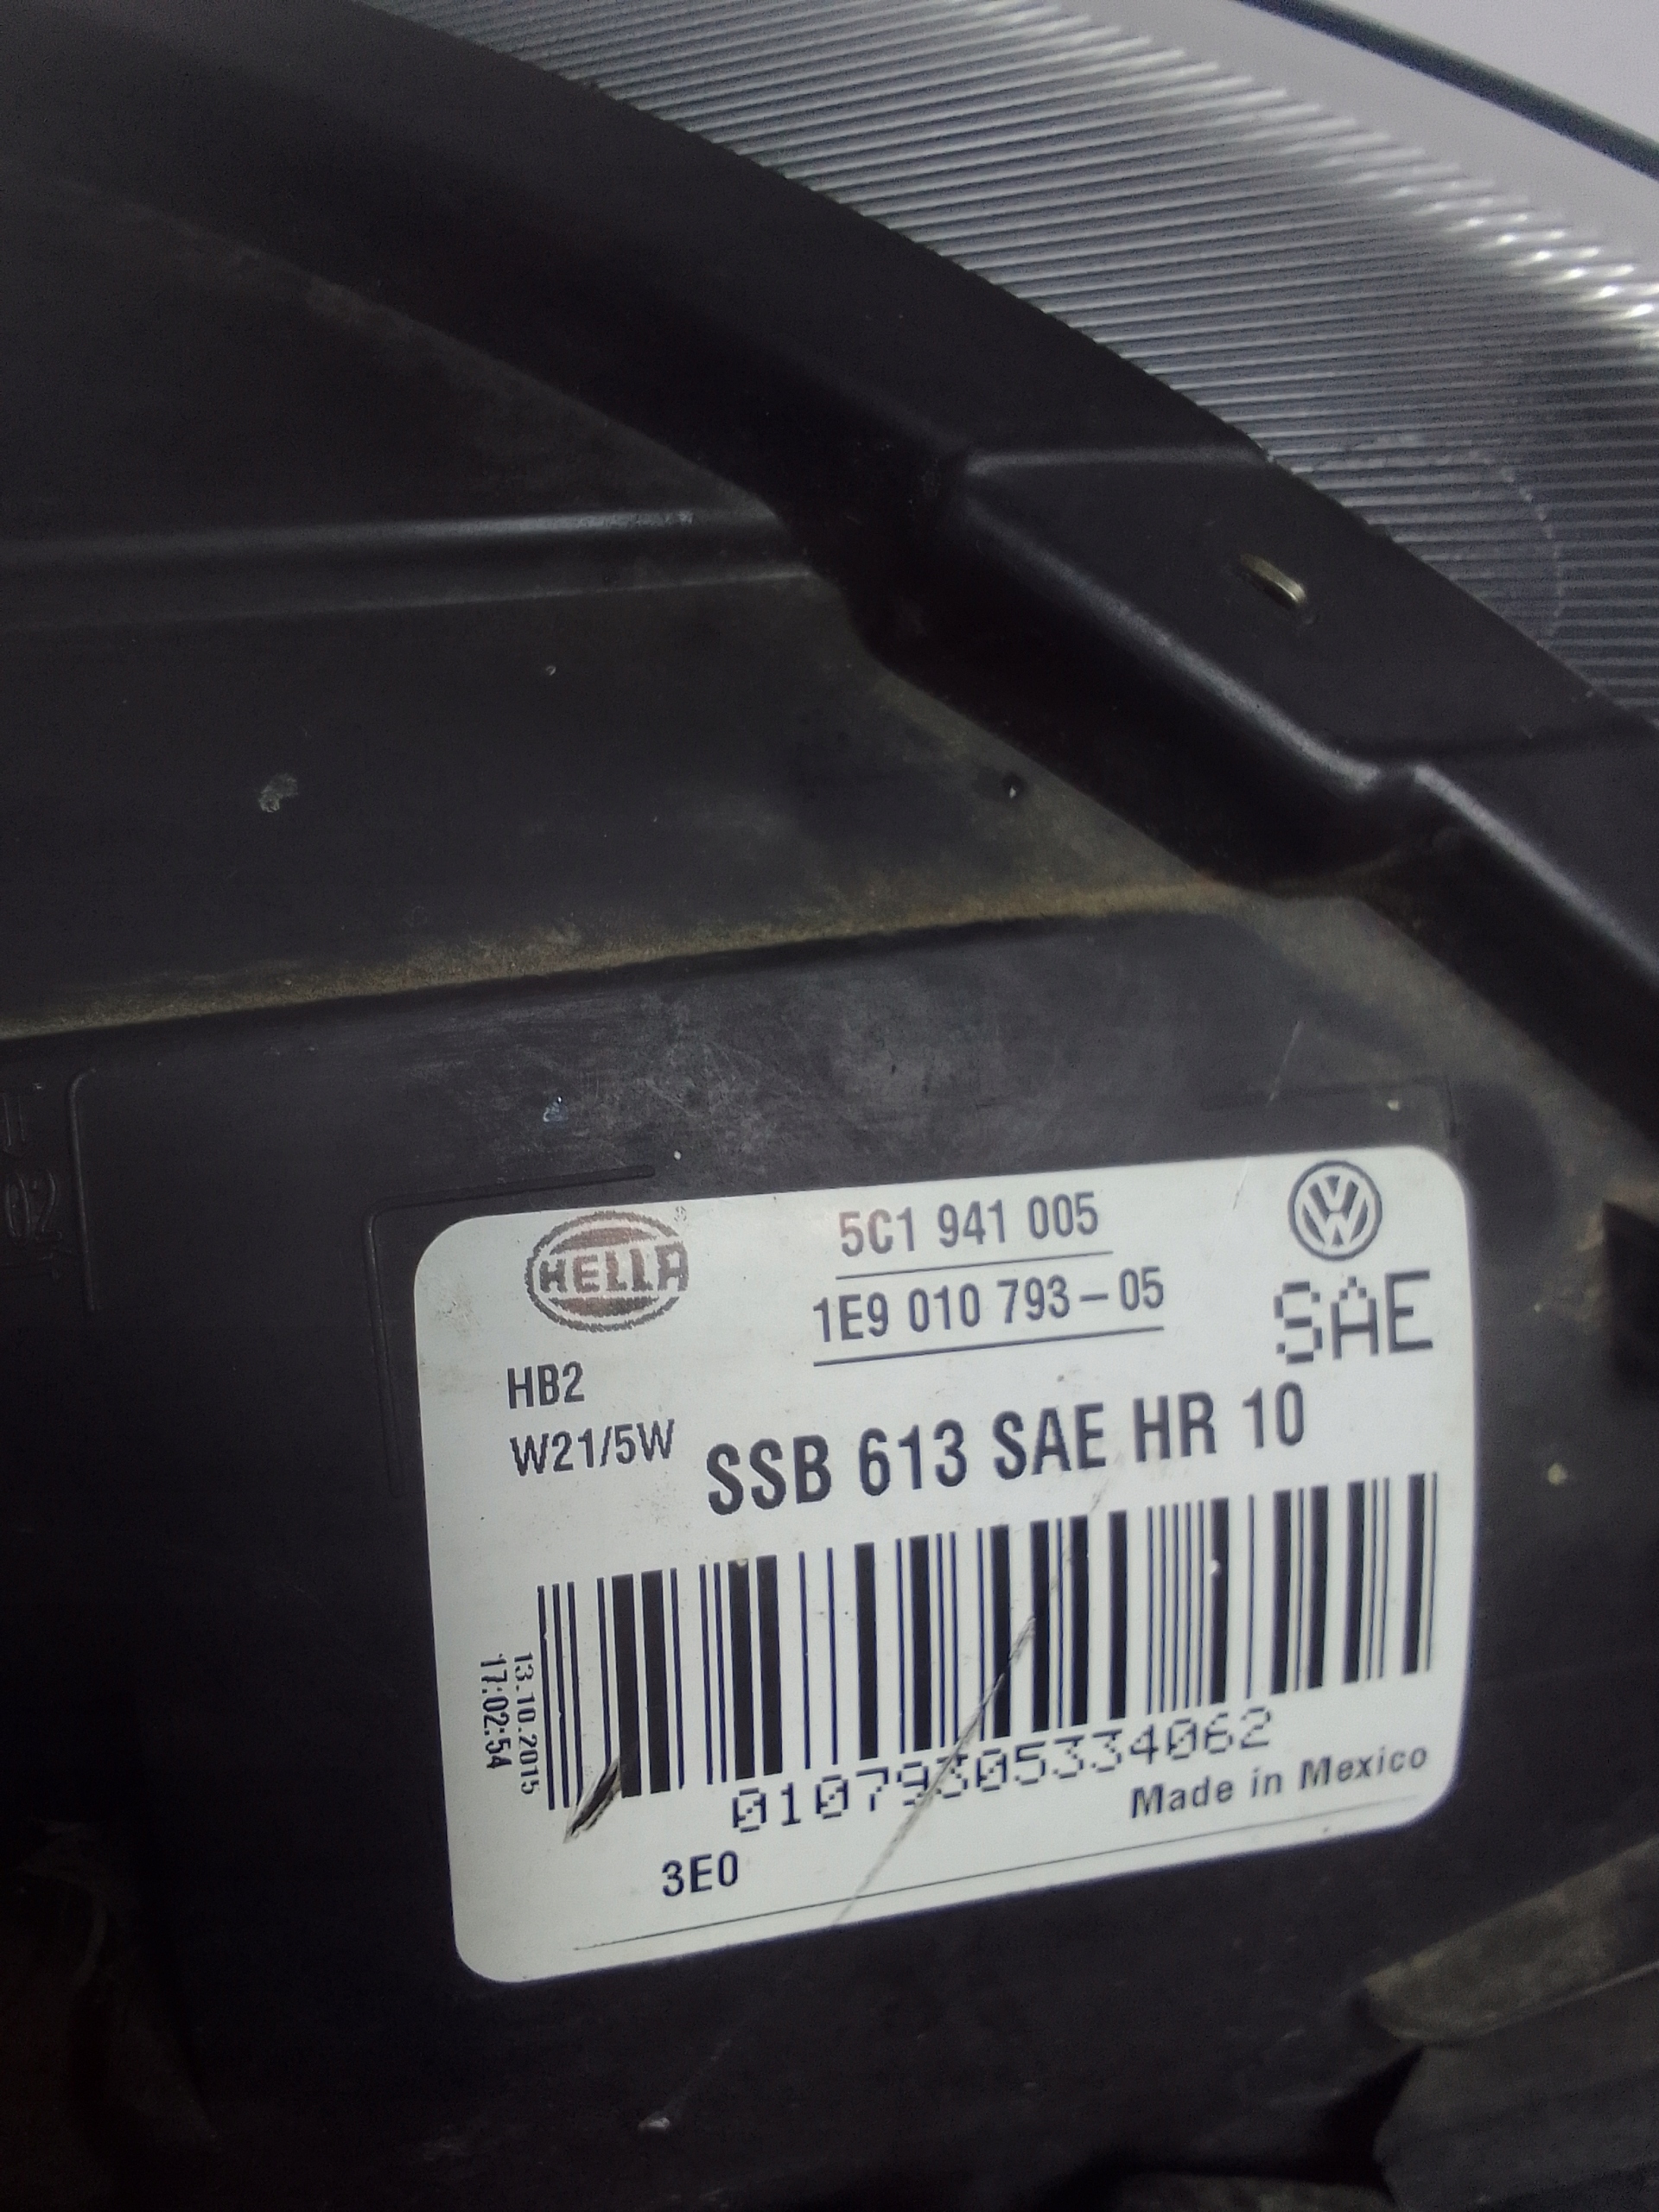 HELLA
5C1 941 005
1E9 010 793-05
SAE
HB2
W21/5W
SSB 613 SAE HR 10
13.10.2015
17:02:54
01079305334062
Made in Mexico
3E0